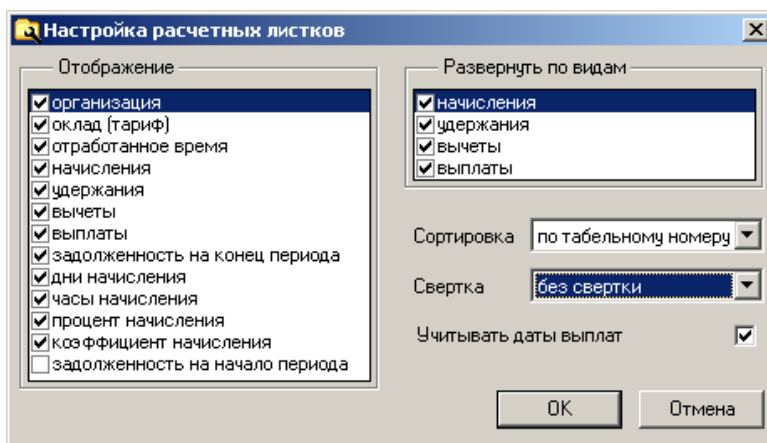 Настройка расчетных листков
Отображение
организация
оклад (тариф)
отработанное время
начисления
удержания
вычеты
выплаты
задолженность на конец периода
дни начисления
часы начисления
процент начисления
коэффициент начисления
задолженность на начало периода
Развернуть по видам
начисления
удержания
вычеты
выплаты
Сортировка по табельному номеру
Свертка без свертки
Учитывать даты выплат
OK Отмена